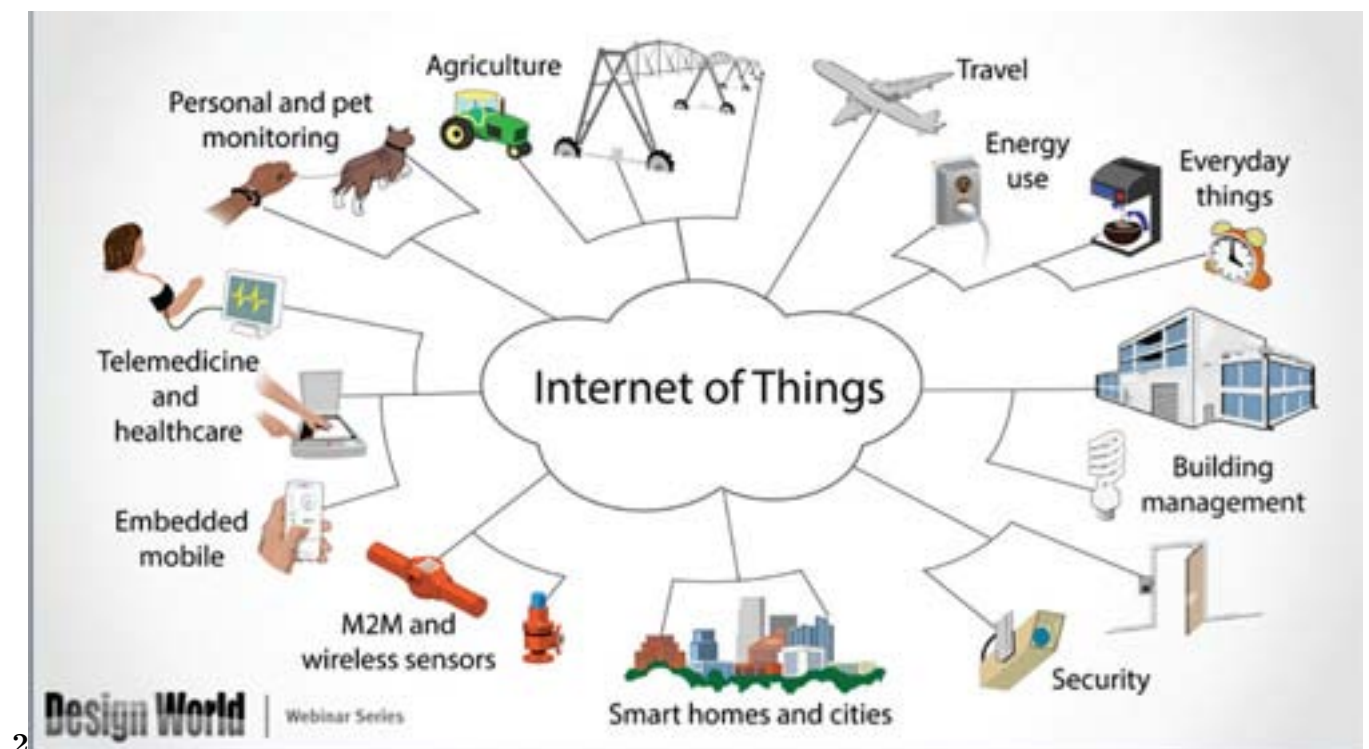 Agriculture
Travel
Personal and pet
monitoring
Energy
use
Everyday
things
Telemedicine
and
healthcare
Internet of Things
Building
management
Embedded
mobile
M2M and
wireless sensors
Security
Smart homes and cities
Design World
Webinar Series
2